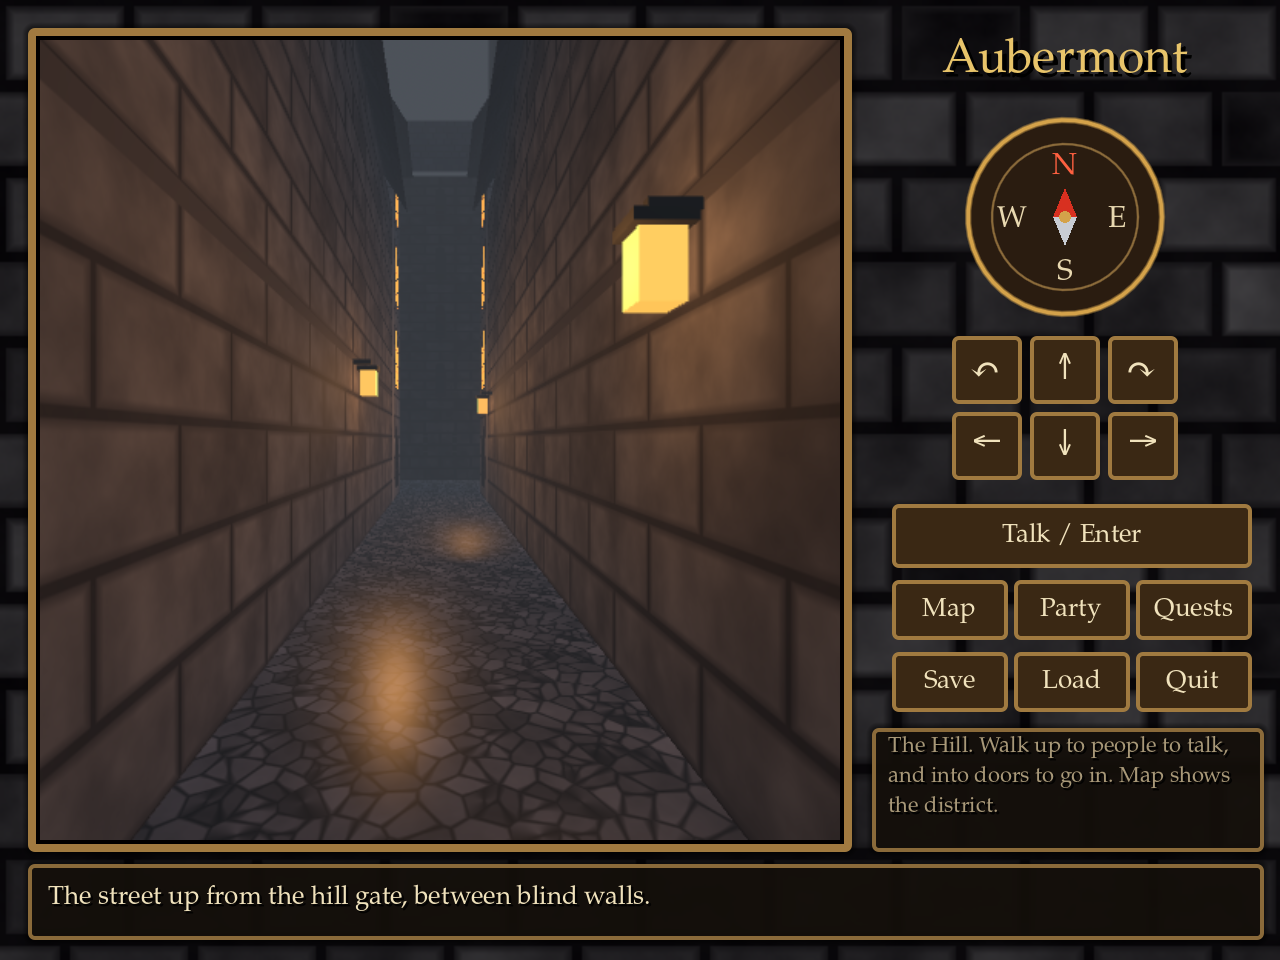 Aubermont
N
W E
S
↶ ↑ ↷
← ↓ →
Talk / Enter
Map Party Quests
Save Load Quit
The Hill. Walk up to people to talk,
and into doors to go in. Map shows
the district.
The street up from the hill gate, between blind walls.